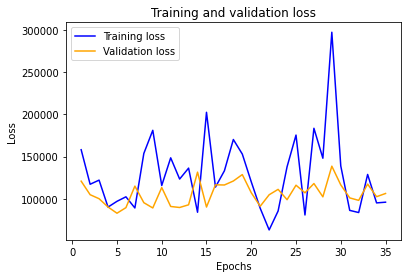 Training and validation loss
Training loss
Validation loss
300000
250000
200000
150000
100000
Loss
0 5 10 15 20 25 30 35
Epochs